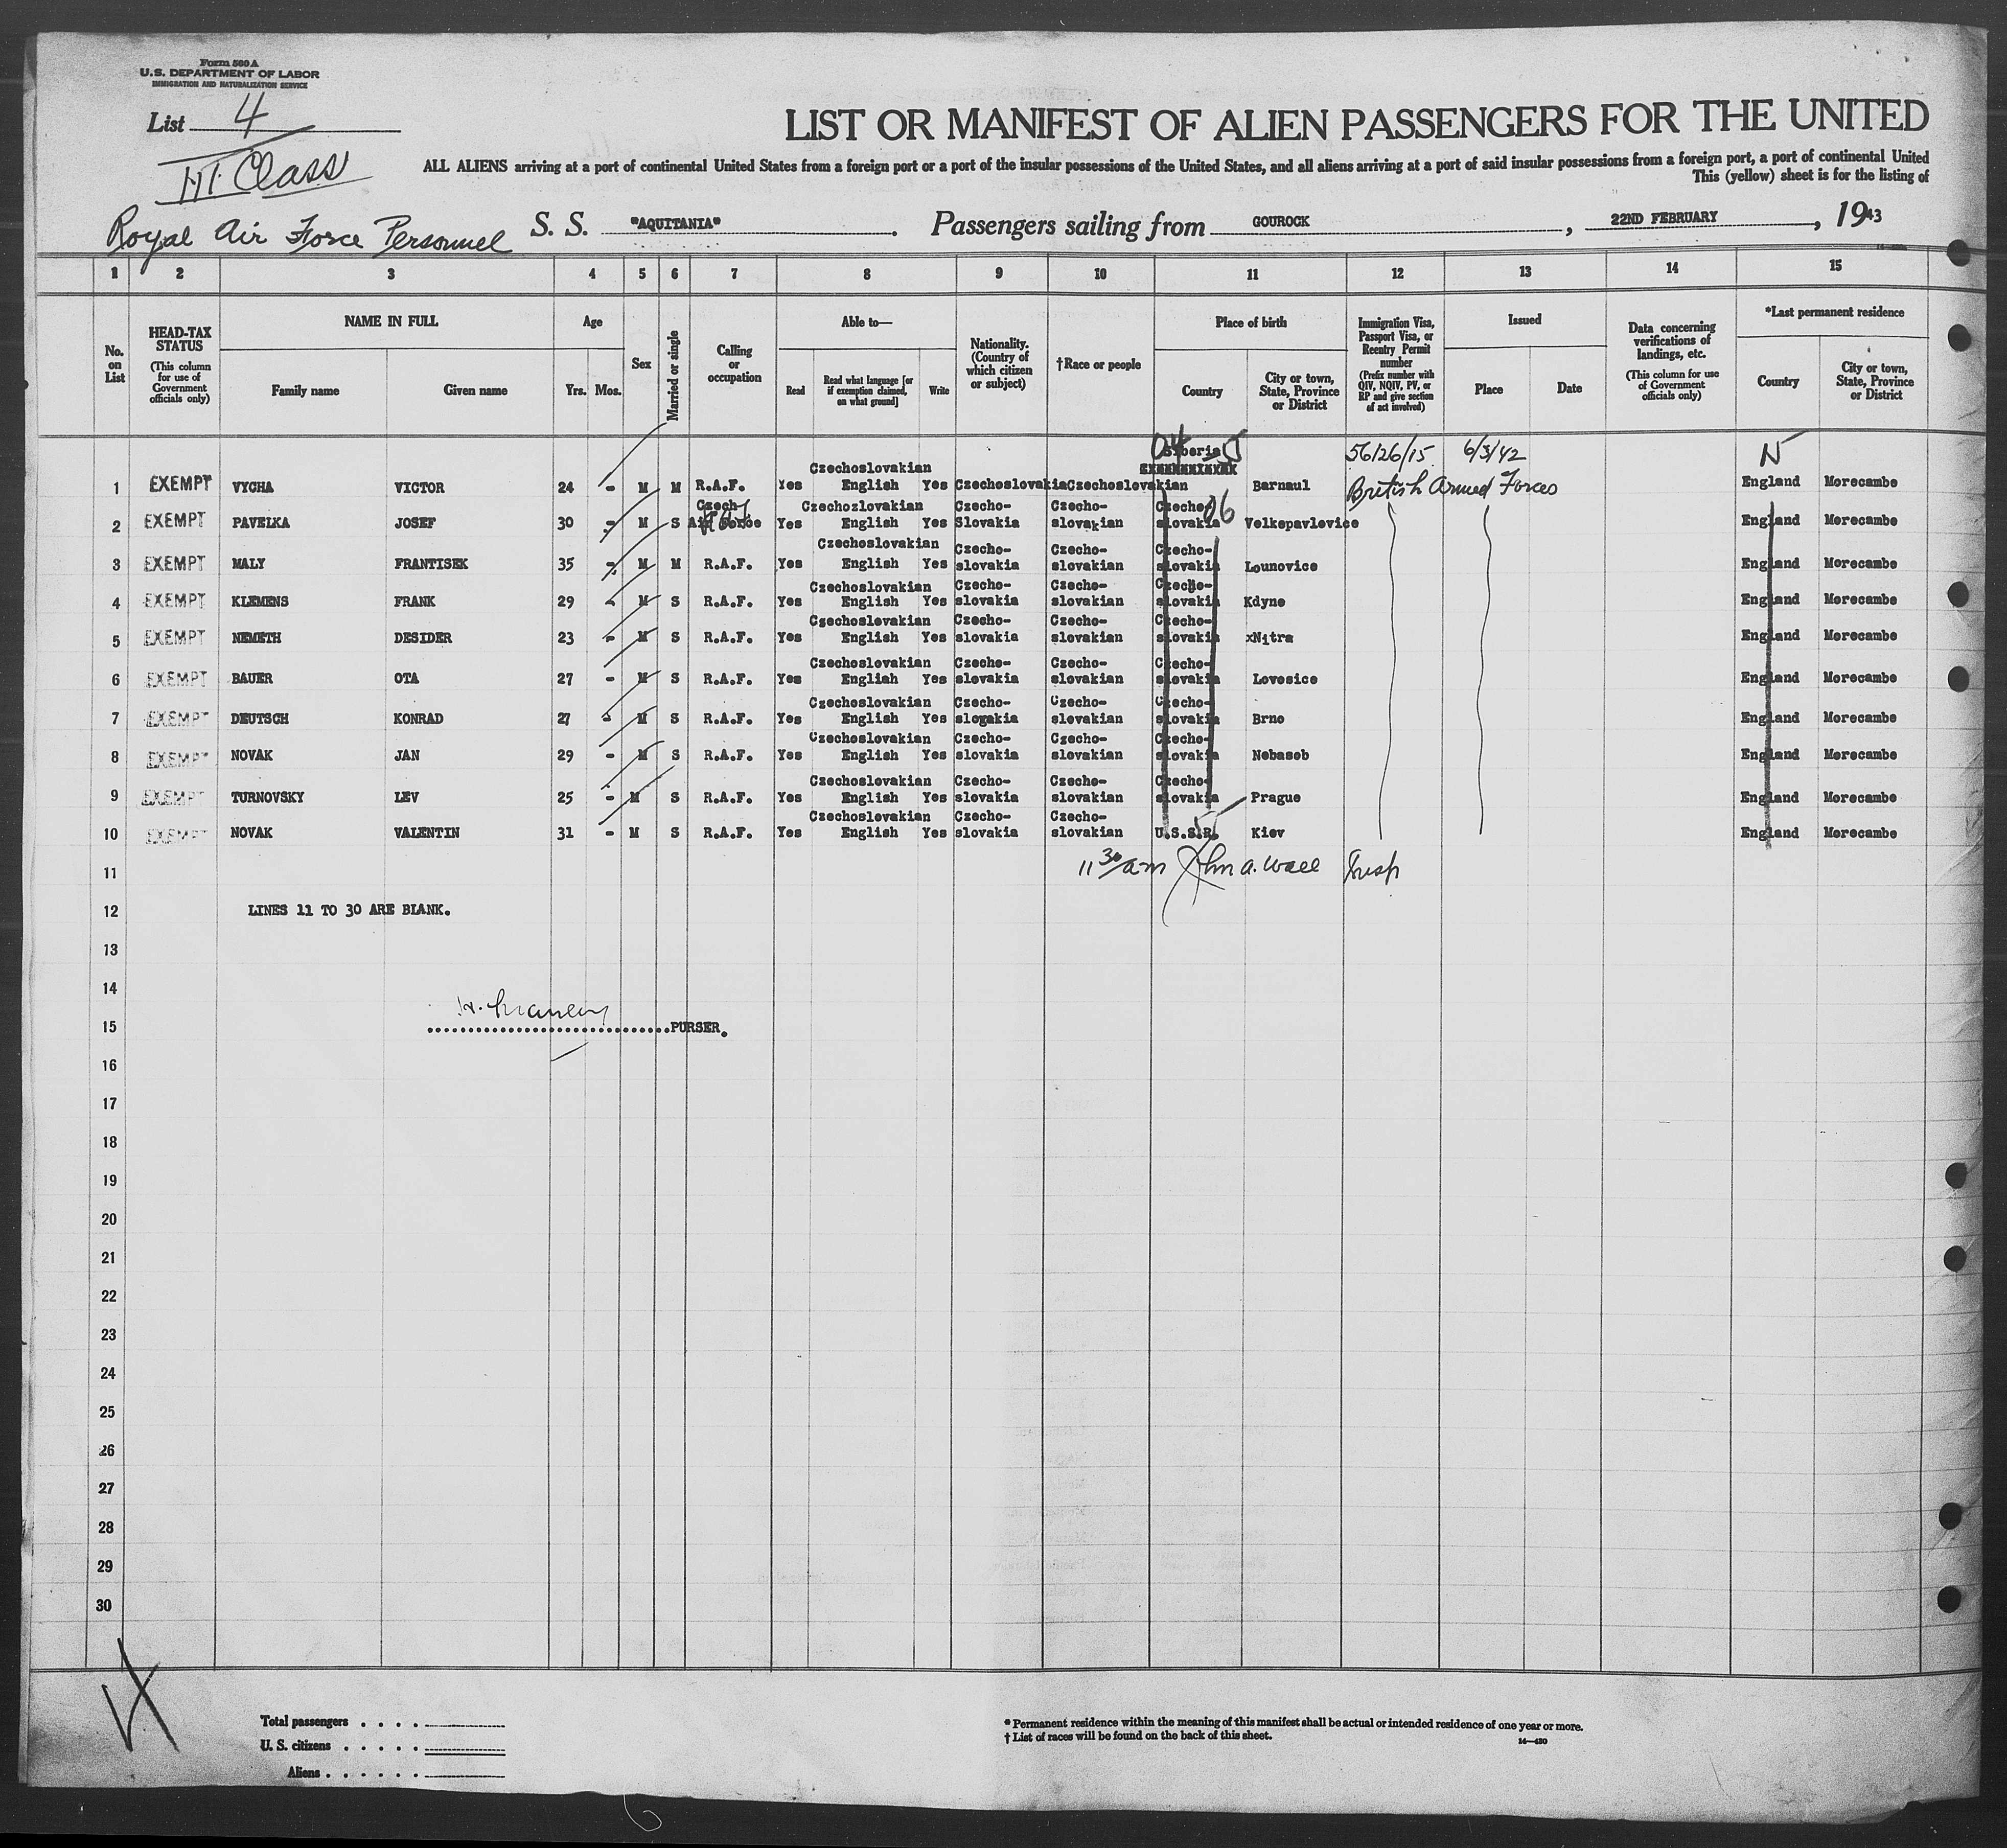 Form 500 A
U.S. DEPARTMENT OF LABOR
IMMIGRATION AND NATURALIZATION SERVICE
List 4
III Class
LIST OR MANIFEST OF ALIEN PASSENGERS FOR THE UNITED
ALL ALIENS arriving at a port of continental United States from a foreign port or a port of the insular possessions of the United States, and all aliens arriving at a port of said insular possessions from a foreign port, a port of continental United
This (yellow) sheet is for the listing of
Royal Air Force Personnel S. S. "AQUITANIA". Passengers sailing from GOUROCK, 22ND FEBRUARY, 1943
1 2 3 4 5 6 7 8 9 10 11 12 13 14 15
No. on List
HEAD-TAX STATUS (This column for use of Government officials only)
NAME IN FULL
Family name Given name
Age
Yrs. Mos.
Sex
Married or single
Calling or occupation
Able to—
Read
Read what language [or if exemption claimed, on what ground]
Write
Nationality. (Country of which citizen or subject)
†Race or people
Place of birth
Country
City or town, State, Province or District
Immigration Visa, Passport Visa, or Reentry Permit number (Prefix number with QIV, NQIV, PV, or RP and give section of act involved)
Issued
Place Date
Data concerning verifications of landings, etc. (This column for use of Government officials only)
*Last permanent residence
Country
City or town, State, Province or District
04 Siberia 5 56126/15 6/3/42 N
1 EXEMPT VYCHA VICTOR 24 - M M R.A.F. Yes Czechoslovakian English Yes Czechoslovakia Czechoslovakian Barnaul British Armed Forces England Morecambe
2 EXEMPT PAVELKA JOSEF 30 - M S Czech Air Force Yes Czechozlovakian English Yes Czecho-Slovakia Czecho-slovakian Czecho-slovakia 06 Velkepavlovice England Morecambe
3 EXEMPT MALY FRANTISEK 35 - M M R.A.F. Yes Czechoslovakian English Yes Czecho-slovakia Czecho-slovakian Czecho-slovakia Lounovice England Morecambe
4 EXEMPT KLEMENS FRANK 29 - M S R.A.F. Yes Czechoslovakian English Yes Czecho-slovakia Czecho-slovakian Czecho-slovakia Kdyne England Morecambe
5 EXEMPT NEMETH DESIDER 23 - M S R.A.F. Yes Czechoslovakian English Yes Czecho-slovakia Czecho-slovakian Czecho-slovakia xNitra England Morecambe
6 EXEMPT BAUER OTA 27 - M S R.A.F. Yes Czechoslovakian English Yes Czecho-slovakia Czecho-slovakian Czecho-slovakia Lovosice England Morecambe
7 EXEMPT DEUTSCH KONRAD 27 - M S R.A.F. Yes Czechoslovakian English Yes Czecho-slovakia Czecho-slovakian Czecho-slovakia Brno England Morecambe
8 EXEMPT NOVAK JAN 29 - M S R.A.F. Yes Czechoslovakian English Yes Czecho-slovakia Czecho-slovakian Czecho-slovakia Nebasob England Morecambe
9 EXEMPT TURNOVSKY LEV 25 - M S R.A.F. Yes Czechoslovakian English Yes Czecho-slovakia Czecho-slovakian Czecho-slovakia Prague England Morecambe
10 EXEMPT NOVAK VALENTIN 31 - M S R.A.F. Yes Czechoslovakian English Yes Czecho-slovakia Czecho-slovakian U.S.S.R. Kiev England Morecambe
11 11 30 am John A. Wall Insp
12 LINES 11 TO 30 ARE BLANK.
13
14
15 PURSER.
16
17
18
19
20
21
22
23
24
25
26
27
28
29
30
Total passengers . . . .
U. S. citizens . . . . .
Aliens . . . . . .
* Permanent residence within the meaning of this manifest shall be actual or intended residence of one year or more.
† List of races will be found on the back of this sheet.
14—430
6